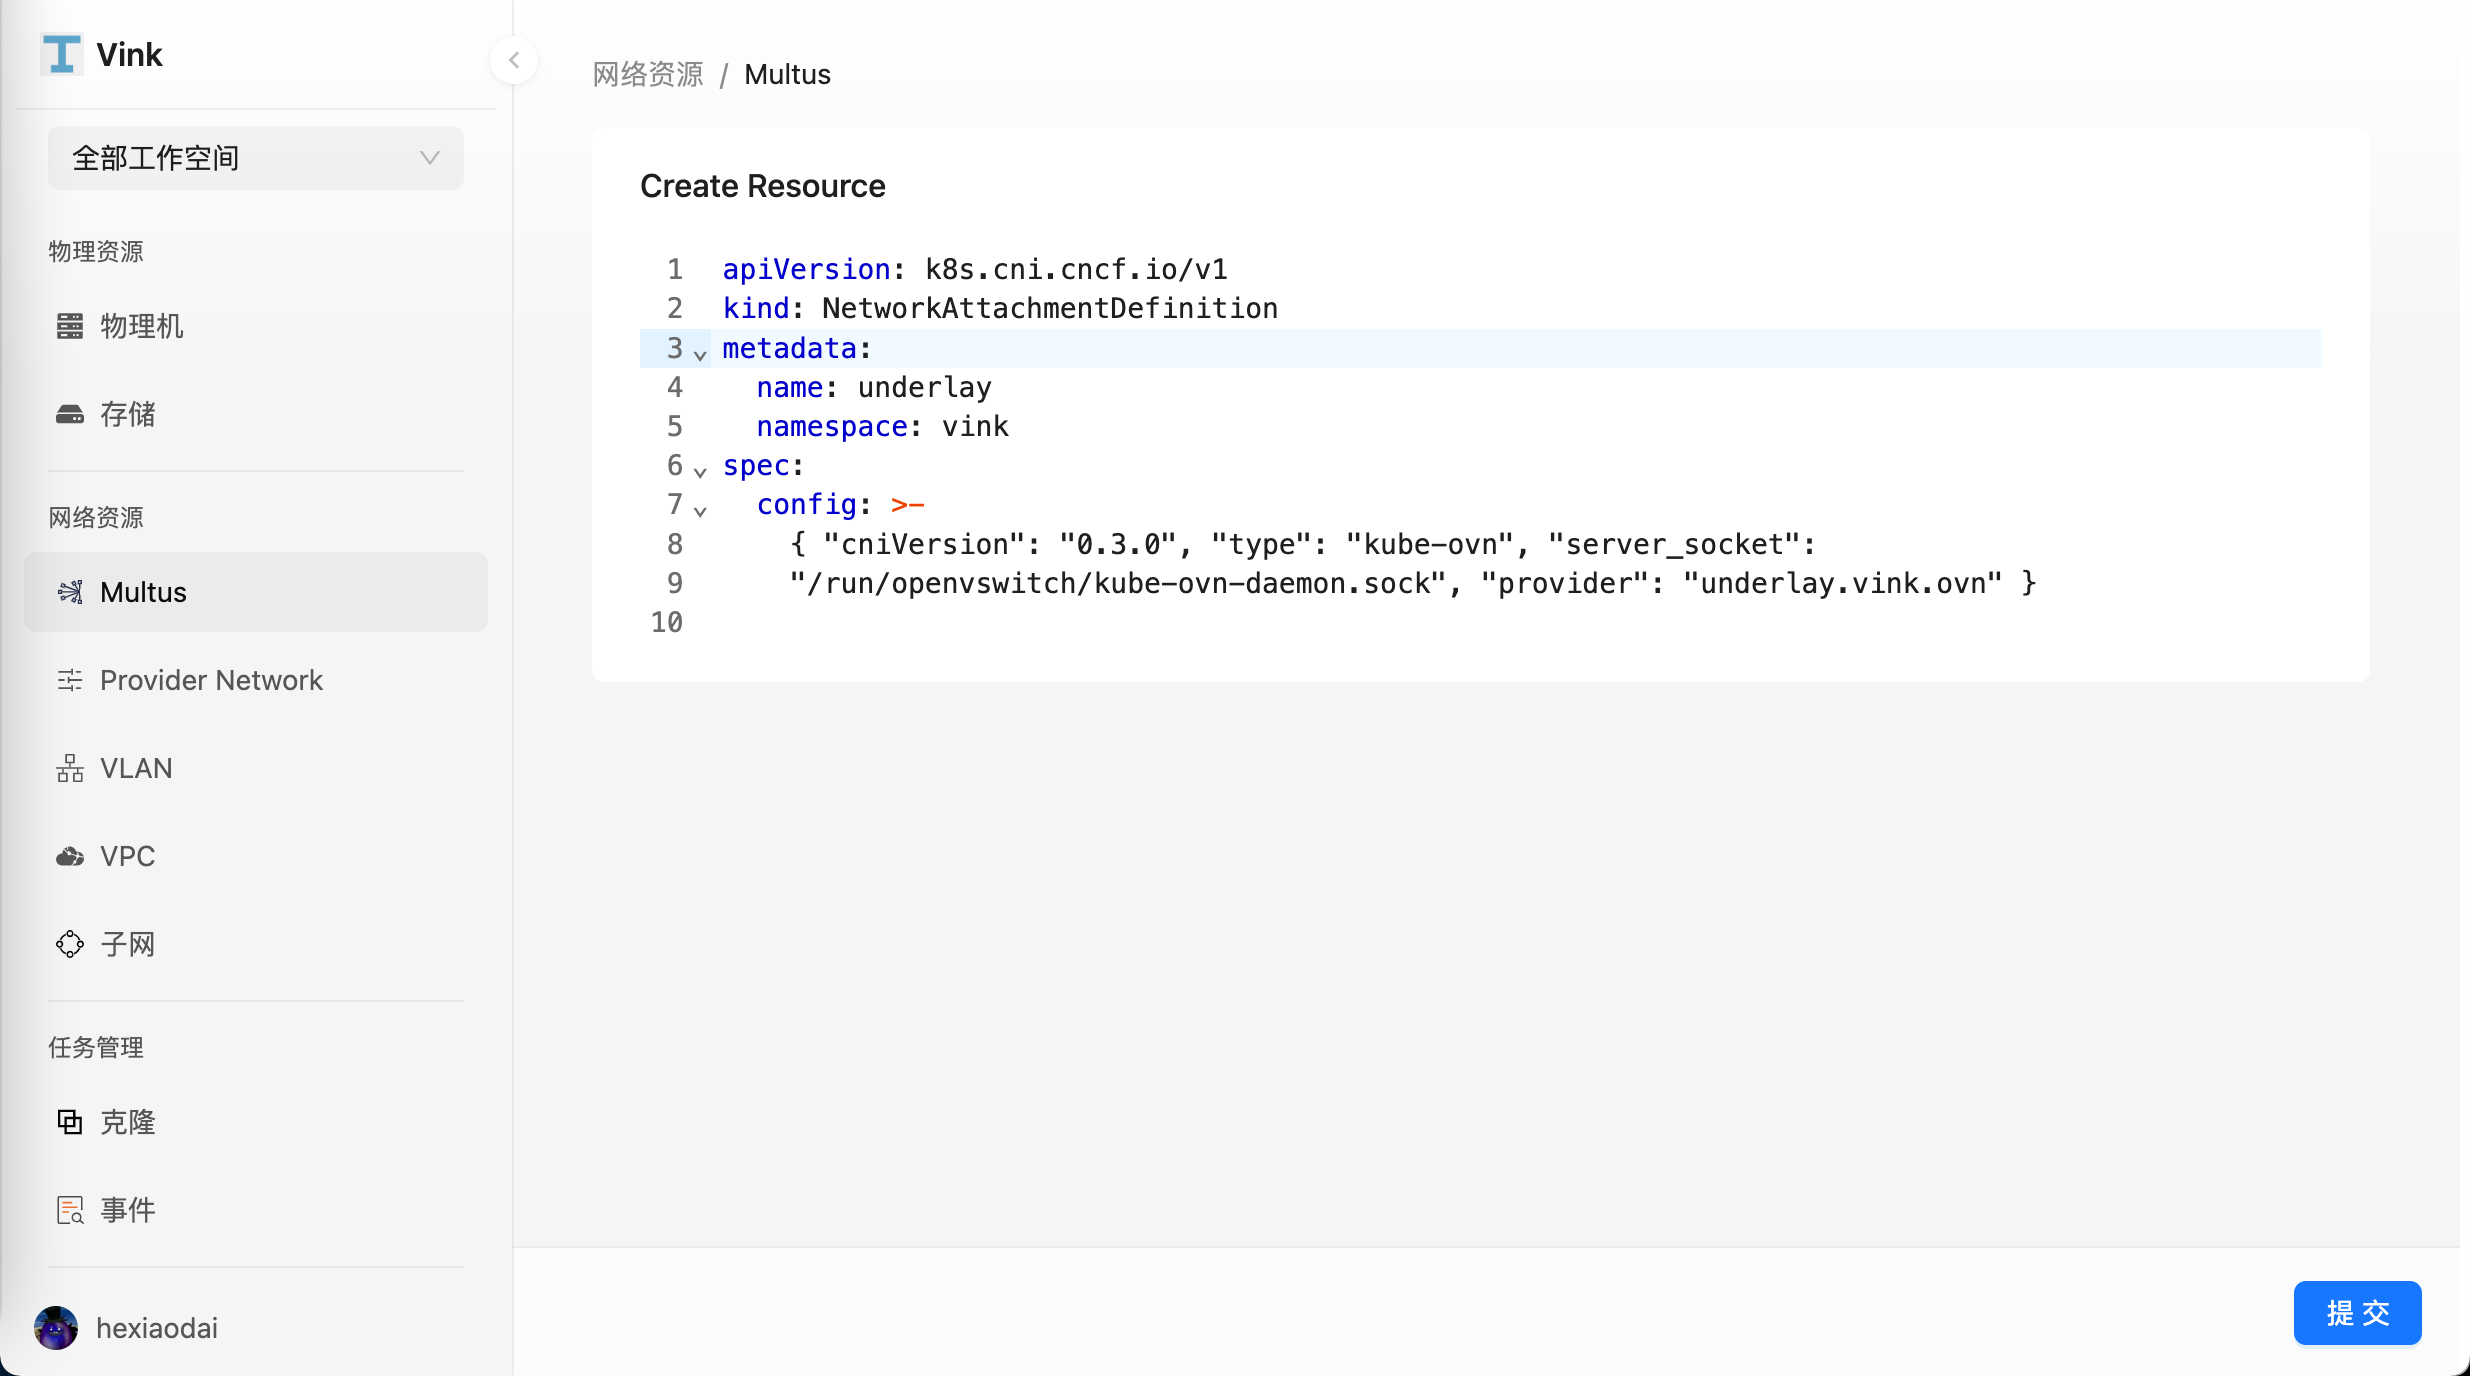 Vink
全部工作空间
物理资源
物理机
存储
网络资源
Multus
Provider Network
VLAN
VPC
子网
任务管理
克隆
事件
hexiaodai
网络资源 / Multus
Create Resource
1 apiVersion: k8s.cni.cncf.io/v1
2 kind: NetworkAttachmentDefinition
3 metadata:
4 name: underlay
5 namespace: vink
6 spec:
7 config: >-
8 { "cniVersion": "0.3.0", "type": "kube-ovn", "server_socket":
9 "/run/openvswitch/kube-ovn-daemon.sock", "provider": "underlay.vink.ovn" }
10
提 交